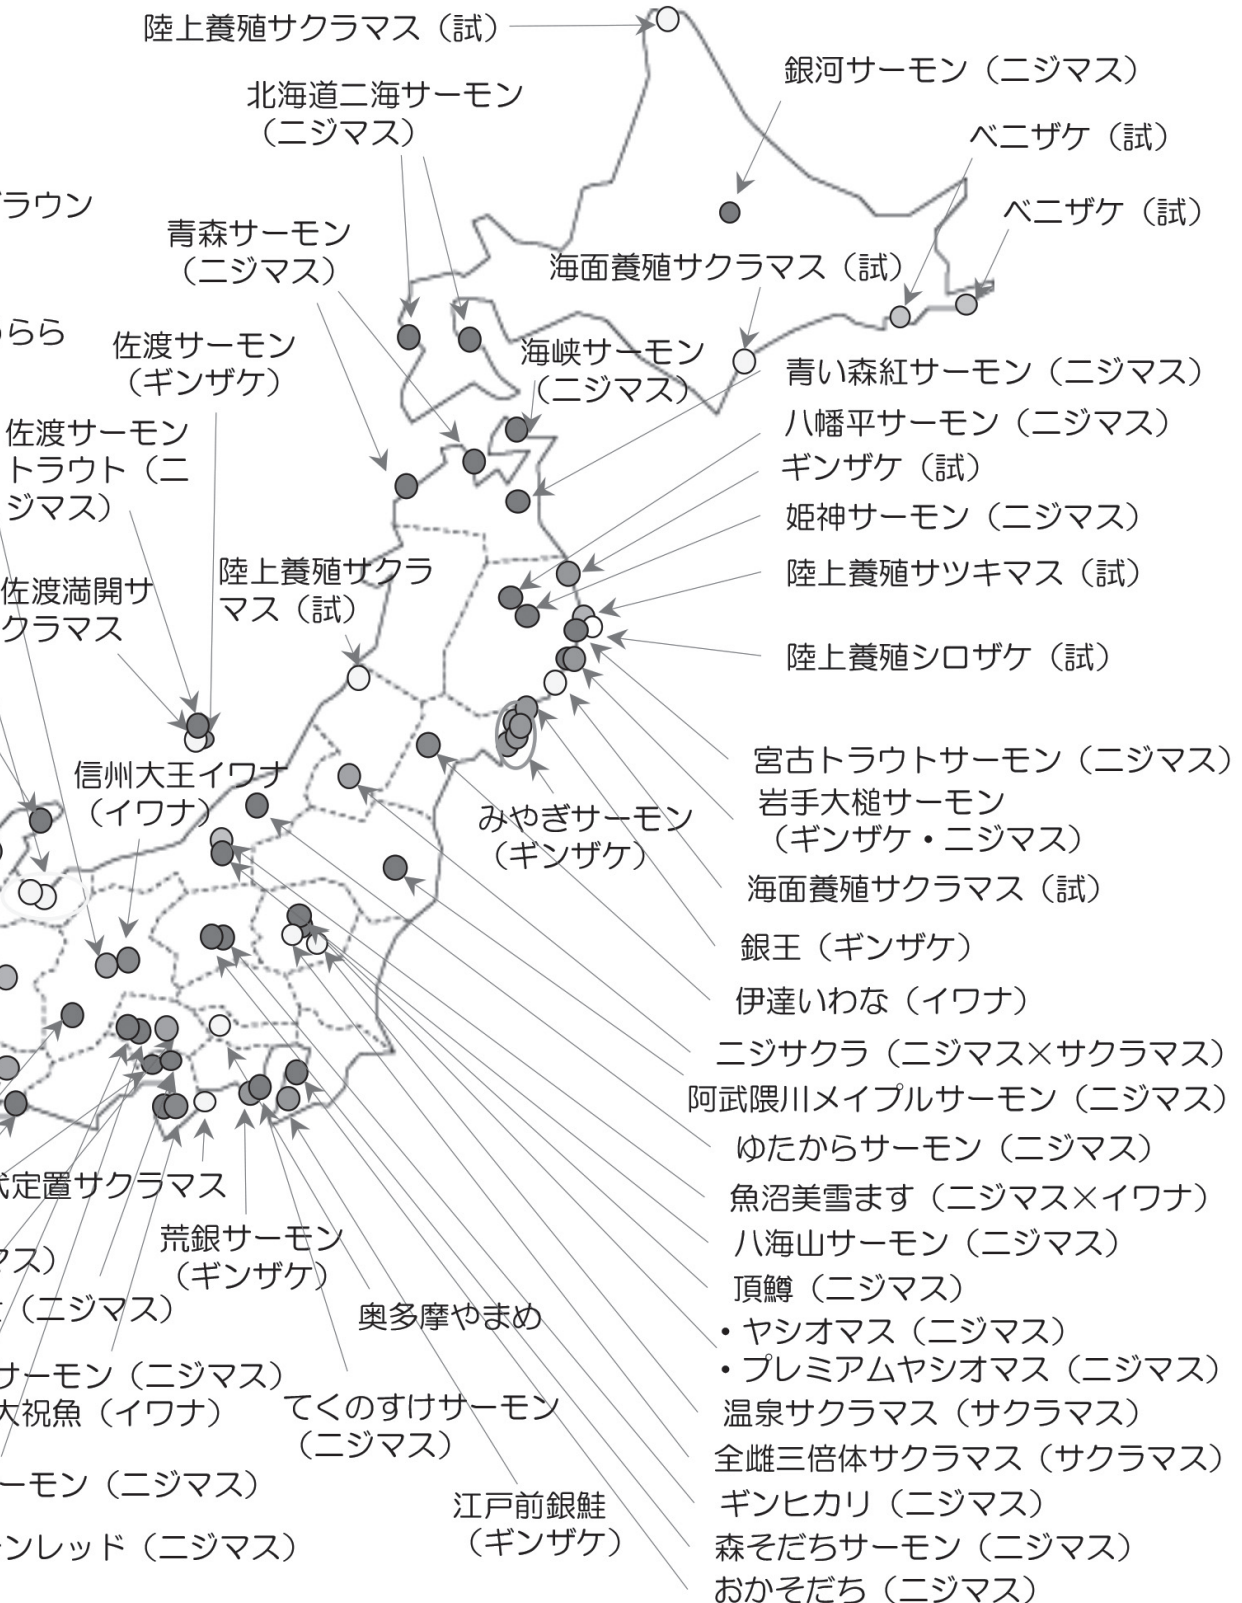 陸上養殖サクラマス（試）
銀河サーモン（ニジマス）
北海道二海サーモン
（ニジマス）
ベニザケ（試）
ベニザケ（試）
ブラウン
青森サーモン
（ニジマス）
海面養殖サクラマス（試）
らら
佐渡サーモン
（ギンザケ）
海峡サーモン
（ニジマス）
青い森紅サーモン（ニジマス）
八幡平サーモン（ニジマス）
ギンザケ（試）
姫神サーモン（ニジマス）
陸上養殖サツキマス（試）
陸上養殖シロザケ（試）
佐渡サーモン
トラウト（ニ
ジマス）
佐渡満開サ
クラマス
陸上養殖サクラ
マス（試）
信州大王イワナ
（イワナ）
みやぎサーモン
（ギンザケ）
宮古トラウトサーモン（ニジマス）
岩手大槌サーモン
（ギンザケ・ニジマス）
海面養殖サクラマス（試）
銀王（ギンザケ）
伊達いわな（イワナ）
ニジサクラ（ニジマス×サクラマス）
阿武隈川メイプルサーモン（ニジマス）
ゆたからサーモン（ニジマス）
魚沼美雪ます（ニジマス×イワナ）
八海山サーモン（ニジマス）
頂鱒（ニジマス）
・ヤシオマス（ニジマス）
・プレミアムヤシオマス（ニジマス）
温泉サクラマス（サクラマス）
全雌三倍体サクラマス（サクラマス）
ギンヒカリ（ニジマス）
森そだちサーモン（ニジマス）
おかそだち（ニジマス）
式定置サクラマス
荒銀サーモン
（ギンザケ）
奥多摩やまめ
マス）
（ニジマス）
サーモン（ニジマス）
大祝魚（イワナ）
てくのすけサーモン
（ニジマス）
ーモン（ニジマス）
江戸前銀鮭
（ギンザケ）
ンレッド（ニジマス）